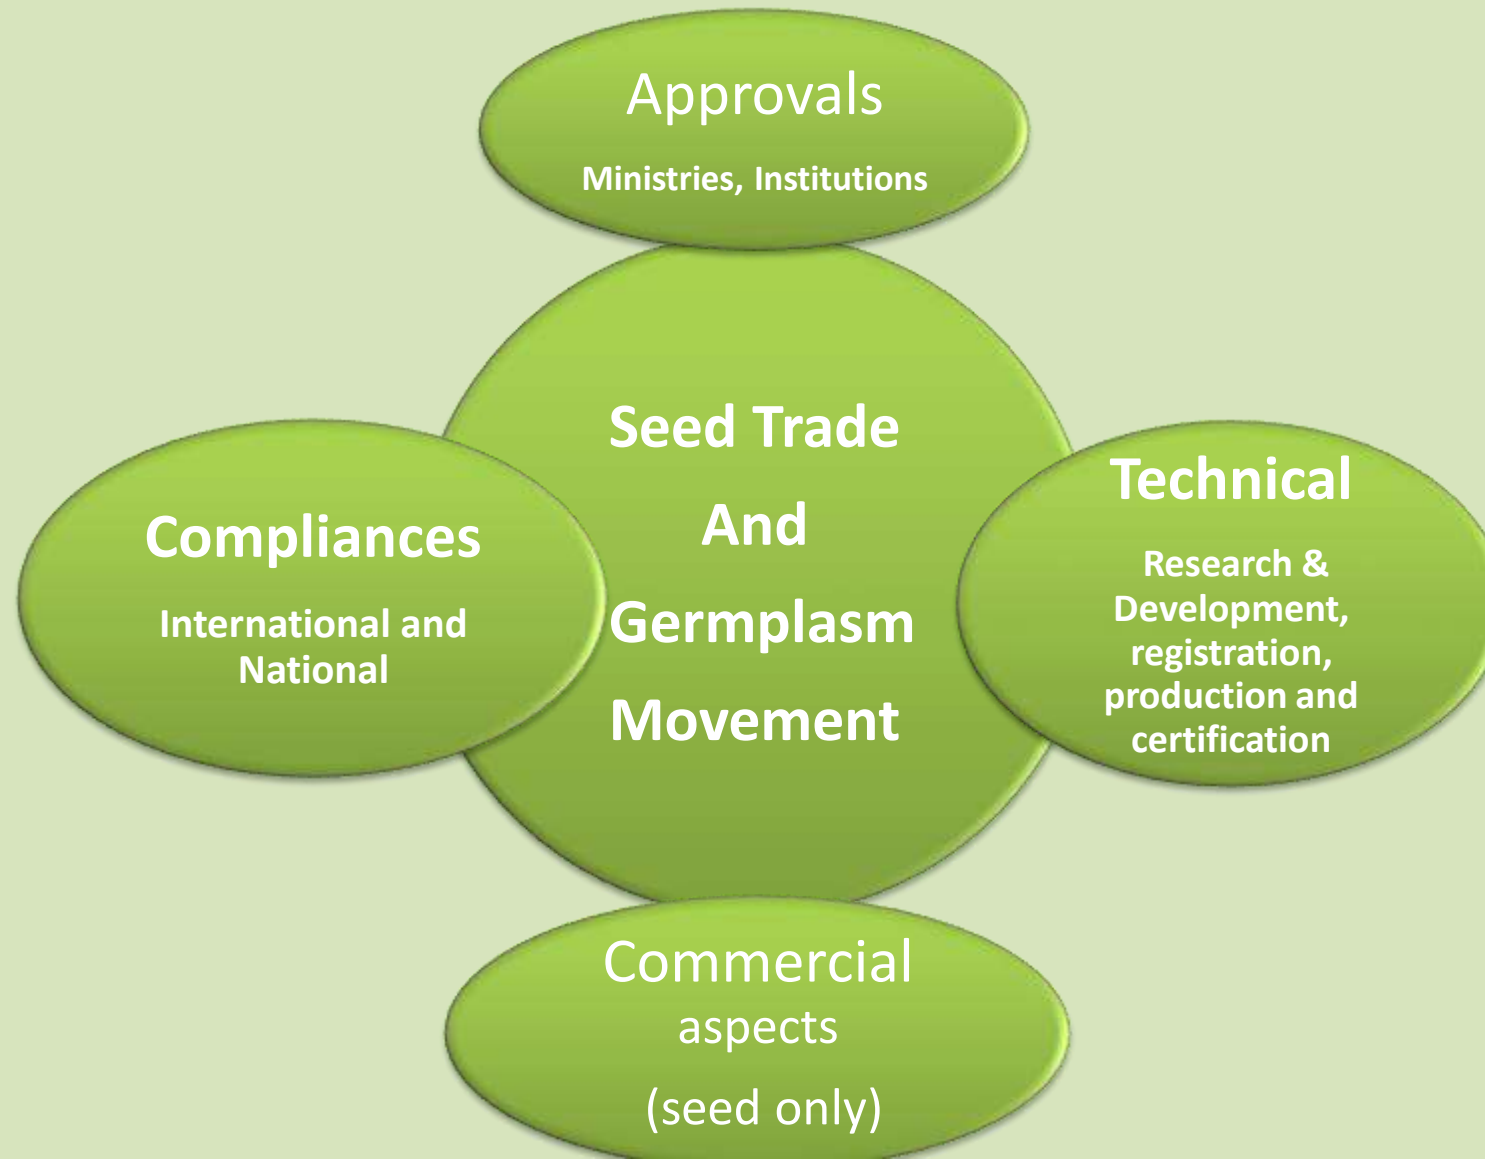 Approvals
Ministries, Institutions
Seed Trade
And
Germplasm
Movement
Compliances
International and
National
Technical
Research &
Development,
registration,
production and
certification
Commercial
aspects
(seed only)